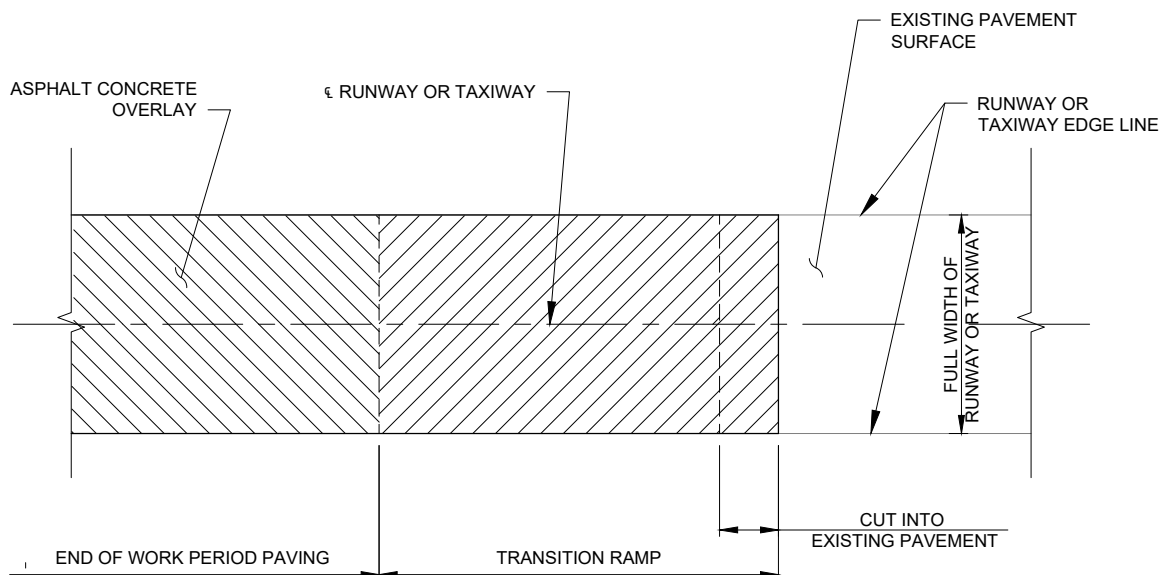 EXISTING PAVEMENT
SURFACE
ASPHALT CONCRETE
OVERLAY
℄ RUNWAY OR TAXIWAY
RUNWAY OR
TAXIWAY EDGE LINE
FULL WIDTH OF
RUNWAY OR TAXIWAY
CUT INTO
EXISTING PAVEMENT
END OF WORK PERIOD PAVING
TRANSITION RAMP